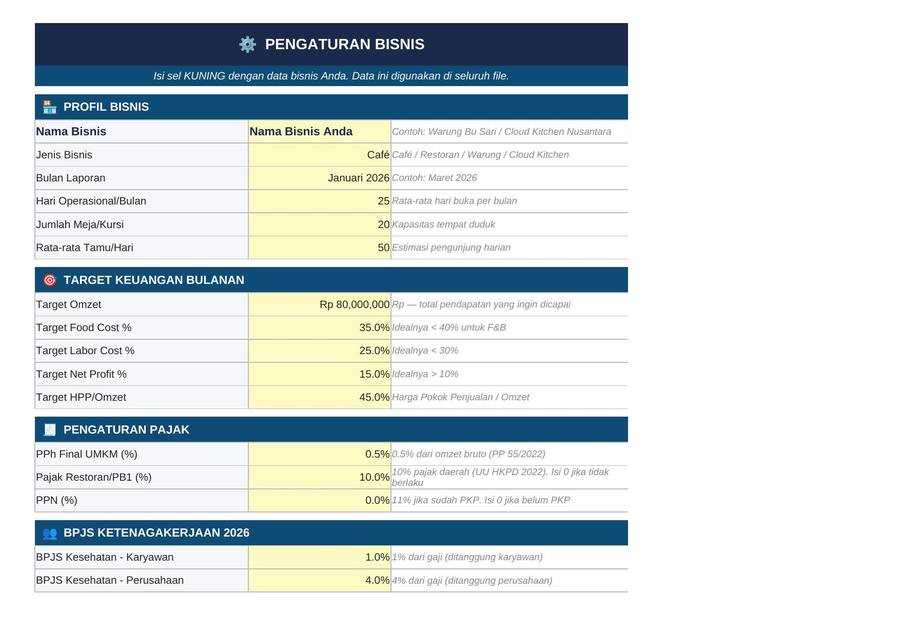 ⚙️ PENGATURAN BISNIS
Isi sel KUNING dengan data bisnis Anda. Data ini digunakan di seluruh file.
🏪 PROFIL BISNIS
Nama Bisnis Nama Bisnis Anda Contoh: Warung Bu Sari / Cloud Kitchen Nusantara
Jenis Bisnis Café Café / Restoran / Warung / Cloud Kitchen
Bulan Laporan Januari 2026 Contoh: Maret 2026
Hari Operasional/Bulan 25 Rata-rata hari buka per bulan
Jumlah Meja/Kursi 20 Kapasitas tempat duduk
Rata-rata Tamu/Hari 50 Estimasi pengunjung harian
🎯 TARGET KEUANGAN BULANAN
Target Omzet Rp 80,000,000 Rp — total pendapatan yang ingin dicapai
Target Food Cost % 35.0% Idealnya < 40% untuk F&B
Target Labor Cost % 25.0% Idealnya < 30%
Target Net Profit % 15.0% Idealnya > 10%
Target HPP/Omzet 45.0% Harga Pokok Penjualan / Omzet
🧾 PENGATURAN PAJAK
PPh Final UMKM (%) 0.5% 0.5% dari omzet bruto (PP 55/2022)
Pajak Restoran/PB1 (%) 10.0% 10% pajak daerah (UU HKPD 2022). Isi 0 jika tidak
berlaku
PPN (%) 0.0% 11% jika sudah PKP. Isi 0 jika belum PKP
👥 BPJS KETENAGAKERJAAN 2026
BPJS Kesehatan - Karyawan 1.0% 1% dari gaji (ditanggung karyawan)
BPJS Kesehatan - Perusahaan 4.0% 4% dari gaji (ditanggung perusahaan)